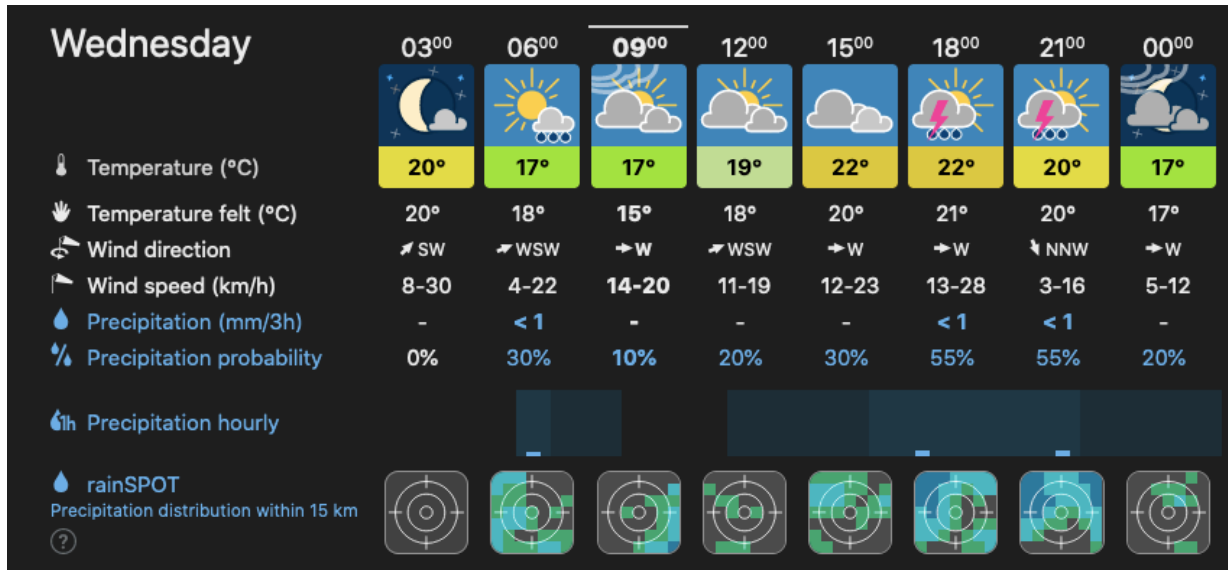 Wednesday 03⁰⁰ 06⁰⁰ 09⁰⁰ 12⁰⁰ 15⁰⁰ 18⁰⁰ 21⁰⁰ 00⁰⁰
Temperature (°C) 20° 17° 17° 19° 22° 22° 20° 17°
Temperature felt (°C) 20° 18° 15° 18° 20° 21° 20° 17°
Wind direction SW WSW W WSW W W NNW W
Wind speed (km/h) 8-30 4-22 14-20 11-19 12-23 13-28 3-16 5-12
Precipitation (mm/3h) - < 1 - - - < 1 < 1 -
Precipitation probability 0% 30% 10% 20% 30% 55% 55% 20%
1h Precipitation hourly
rainSPOT
Precipitation distribution within 15 km
?